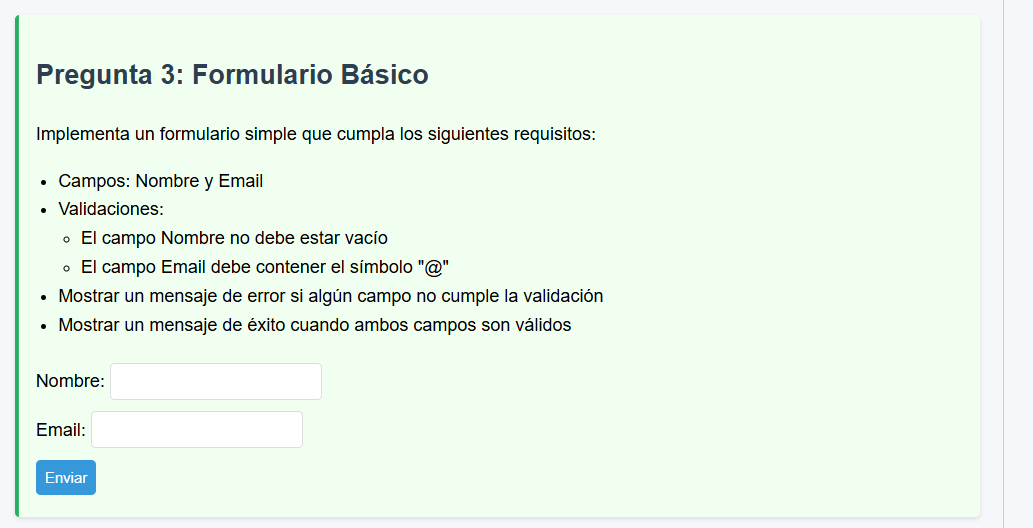 Pregunta 3: Formulario Básico
Implementa un formulario simple que cumpla los siguientes requisitos:
Campos: Nombre y Email
Validaciones:
El campo Nombre no debe estar vacío
El campo Email debe contener el símbolo "@"
Mostrar un mensaje de error si algún campo no cumple la validación
Mostrar un mensaje de éxito cuando ambos campos son válidos
Nombre:
Email:
Enviar